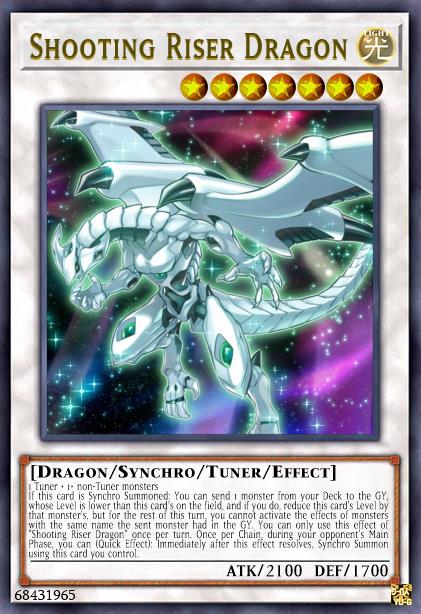 SHOOTING RISER DRAGON
LIGHT
光
[DRAGON/SYNCHRO/TUNER/EFFECT]
1 Tuner + 1+ non-Tuner monsters
If this card is Synchro Summoned: You can send 1 monster from your Deck to the GY,
whose Level is lower than this card's on the field, and if you do, reduce this card's Level by
that monster's, but for the rest of this turn, you cannot activate the effects of monsters
with the same name the sent monster had in the GY. You can only use this effect of
"Shooting Riser Dragon" once per turn. Once per Chain, during your opponent's Main
Phase, you can (Quick Effect): Immediately after this effect resolves, Synchro Summon
using this card you control.
ATK/2100 DEF/1700
68431965